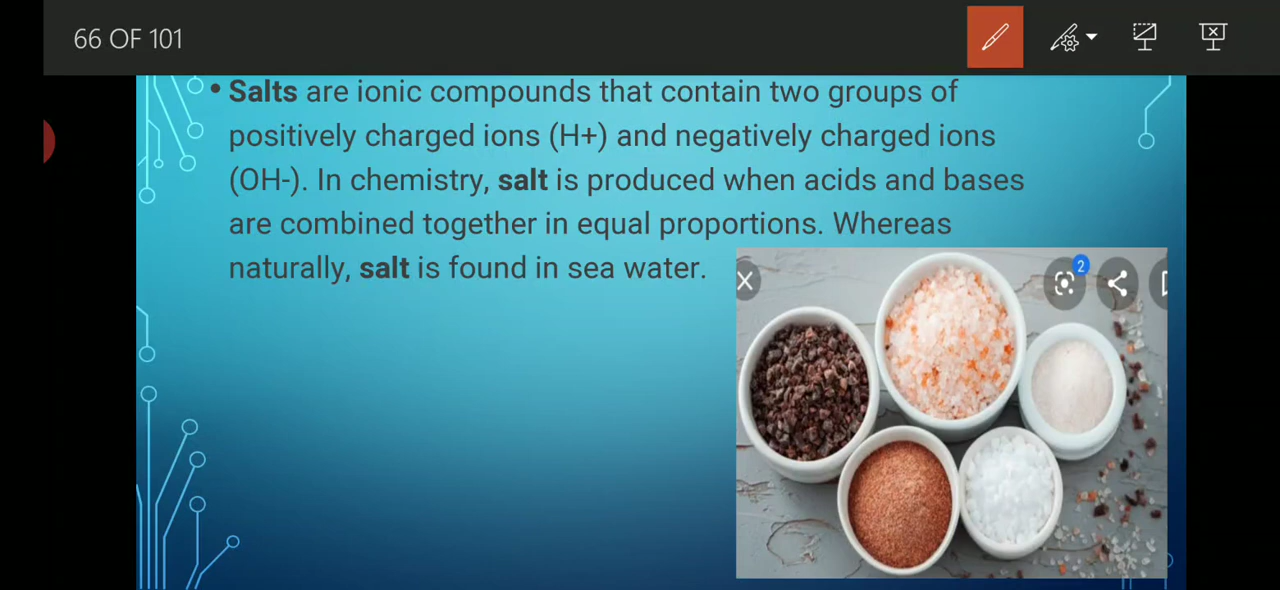 66 OF 101
• Salts are ionic compounds that contain two groups of
positively charged ions (H+) and negatively charged ions
(OH-). In chemistry, salt is produced when acids and bases
are combined together in equal proportions. Whereas
naturally, salt is found in sea water.
2